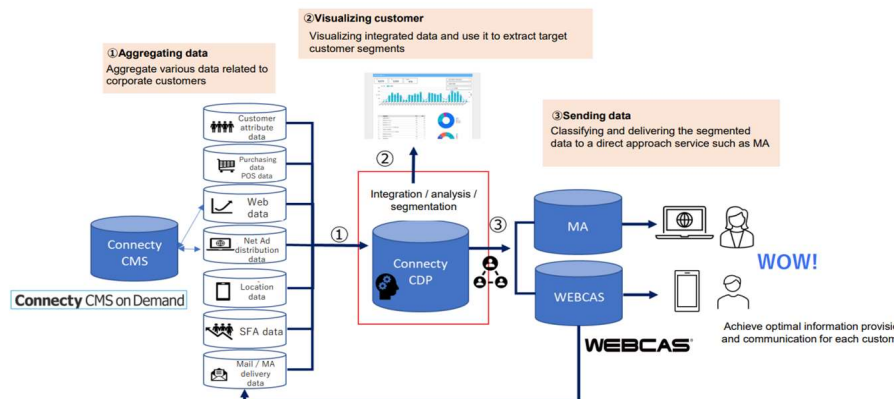 ②Visualizing customer
Visualizing integrated data and use it to extract target
customer segments
①Aggregating data
Aggregate various data related to
corporate customers
③Sending data
Classifying and delivering the segmented
data to a direct approach service such as MA
Customer
attribute
data
Purchasing
data
POS data
Web
data
Net Ad
distribution
data
Location
data
SFA data
Mail / MA
delivery
data
Connecty
CMS
Connecty CMS on Demand
①
②
Integration / analysis /
segmentation
Connecty
CDP
③
MA
WEBCAS
WEBCAS
WOW!
Achieve optimal information provisi
and communication for each custom